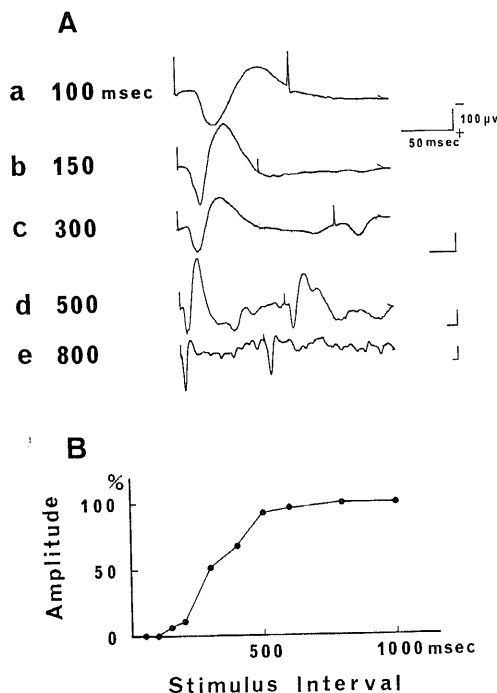 A
a 100 msec
100 μv
50 msec
b 150
c 300
d 500
e 800
B
%
100
50
0
Amplitude
500
1000 msec
Stimulus Interval